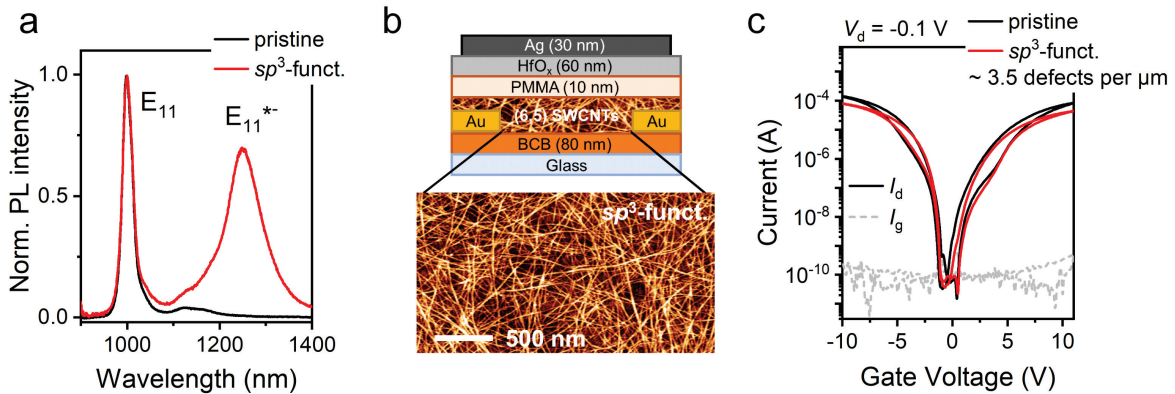 a
pristine
sp³-funct.
Norm. PL intensity
1.0
0.5
0.0
E₁₁
E₁₁*⁻
1000
1200
1400
Wavelength (nm)
b
Ag (30 nm)
HfOₓ (60 nm)
PMMA (10 nm)
Au
(6,5) SWCNTs
Au
BCB (80 nm)
Glass
sp³-funct.
500 nm
c
V_d = -0.1 V
pristine
sp³-funct.
~ 3.5 defects per µm
Current (A)
10⁻⁴
10⁻⁶
10⁻⁸
10⁻¹⁰
I_d
I_g
-10
-5
0
5
10
Gate Voltage (V)